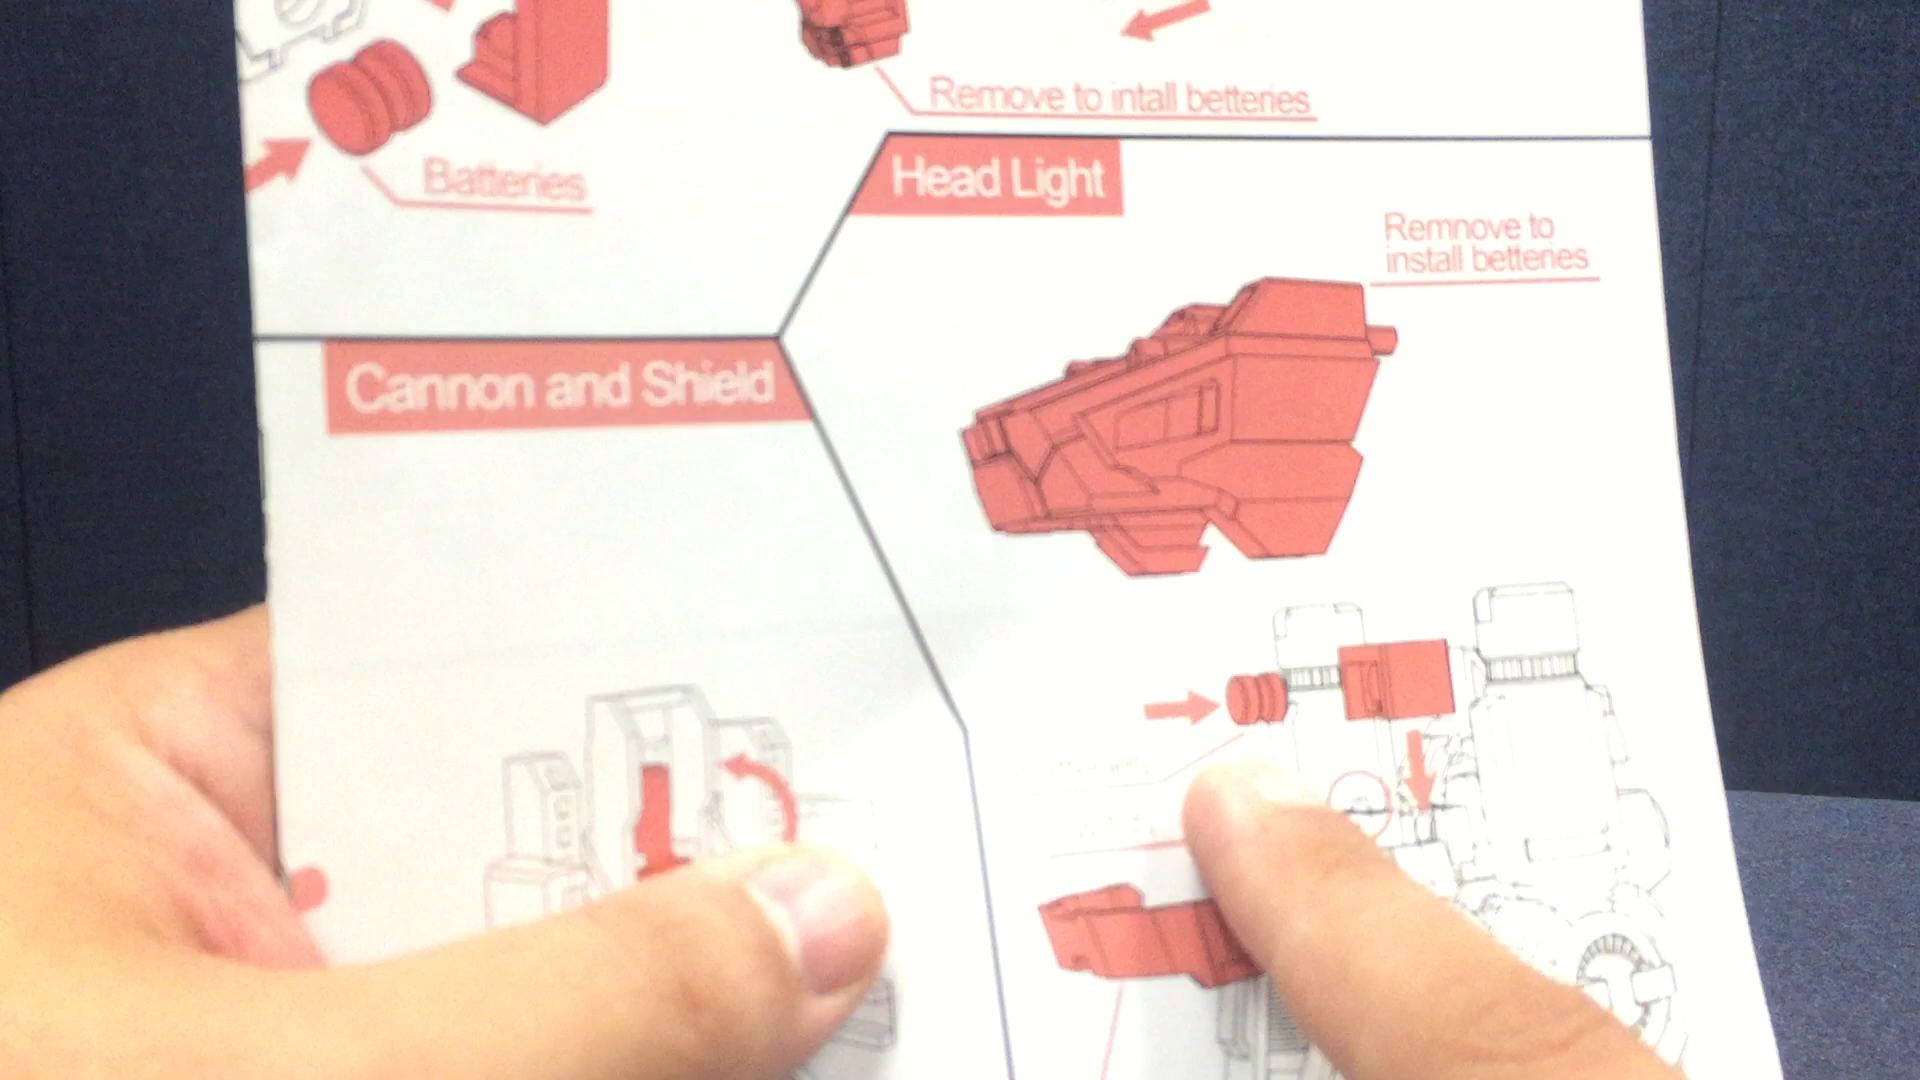 Remove to intall betteries
Batteries
Head Light
Remnove to
install betteries
Cannon and Shield